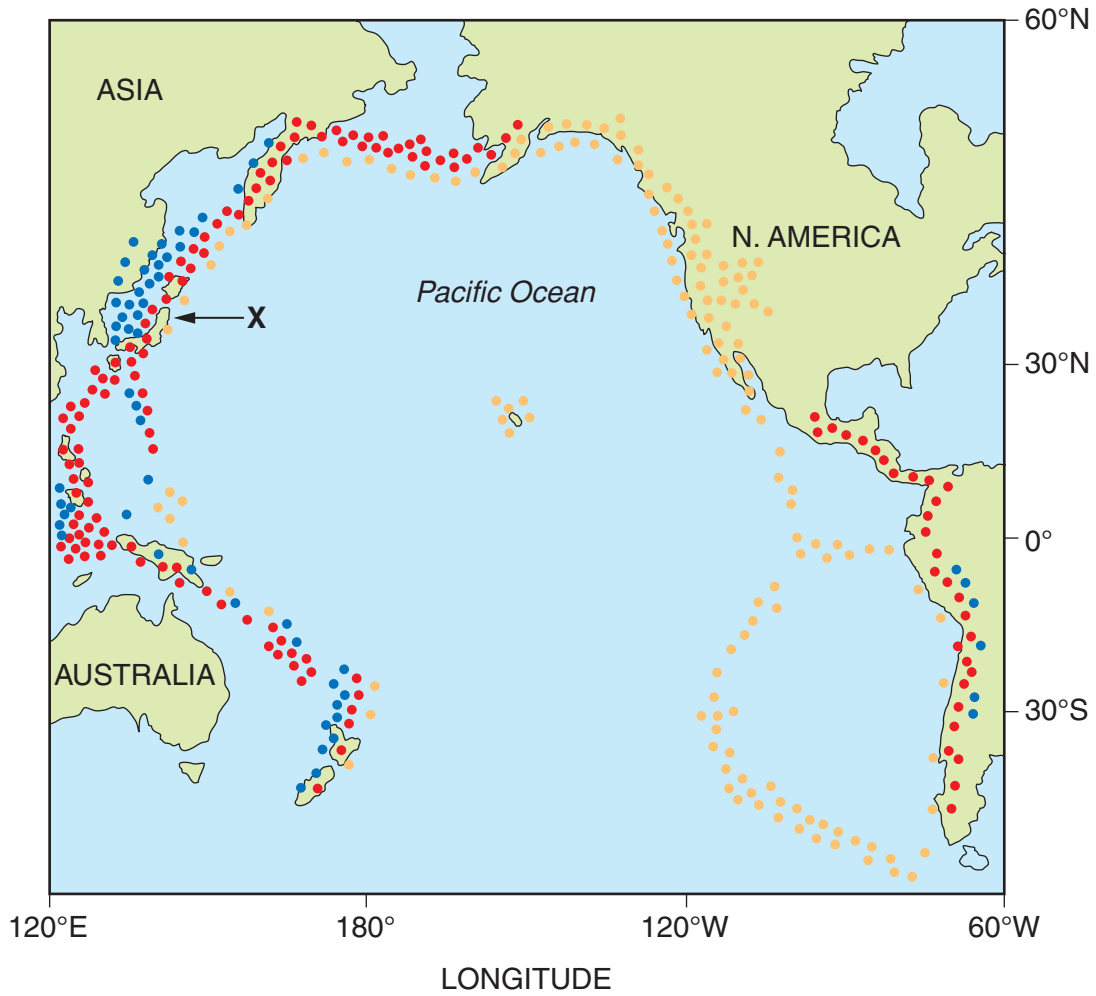 60°N
ASIA
N. AMERICA
Pacific Ocean
X
30°N
0°
AUSTRALIA
30°S
120°E
180°
120°W
60°W
LONGITUDE